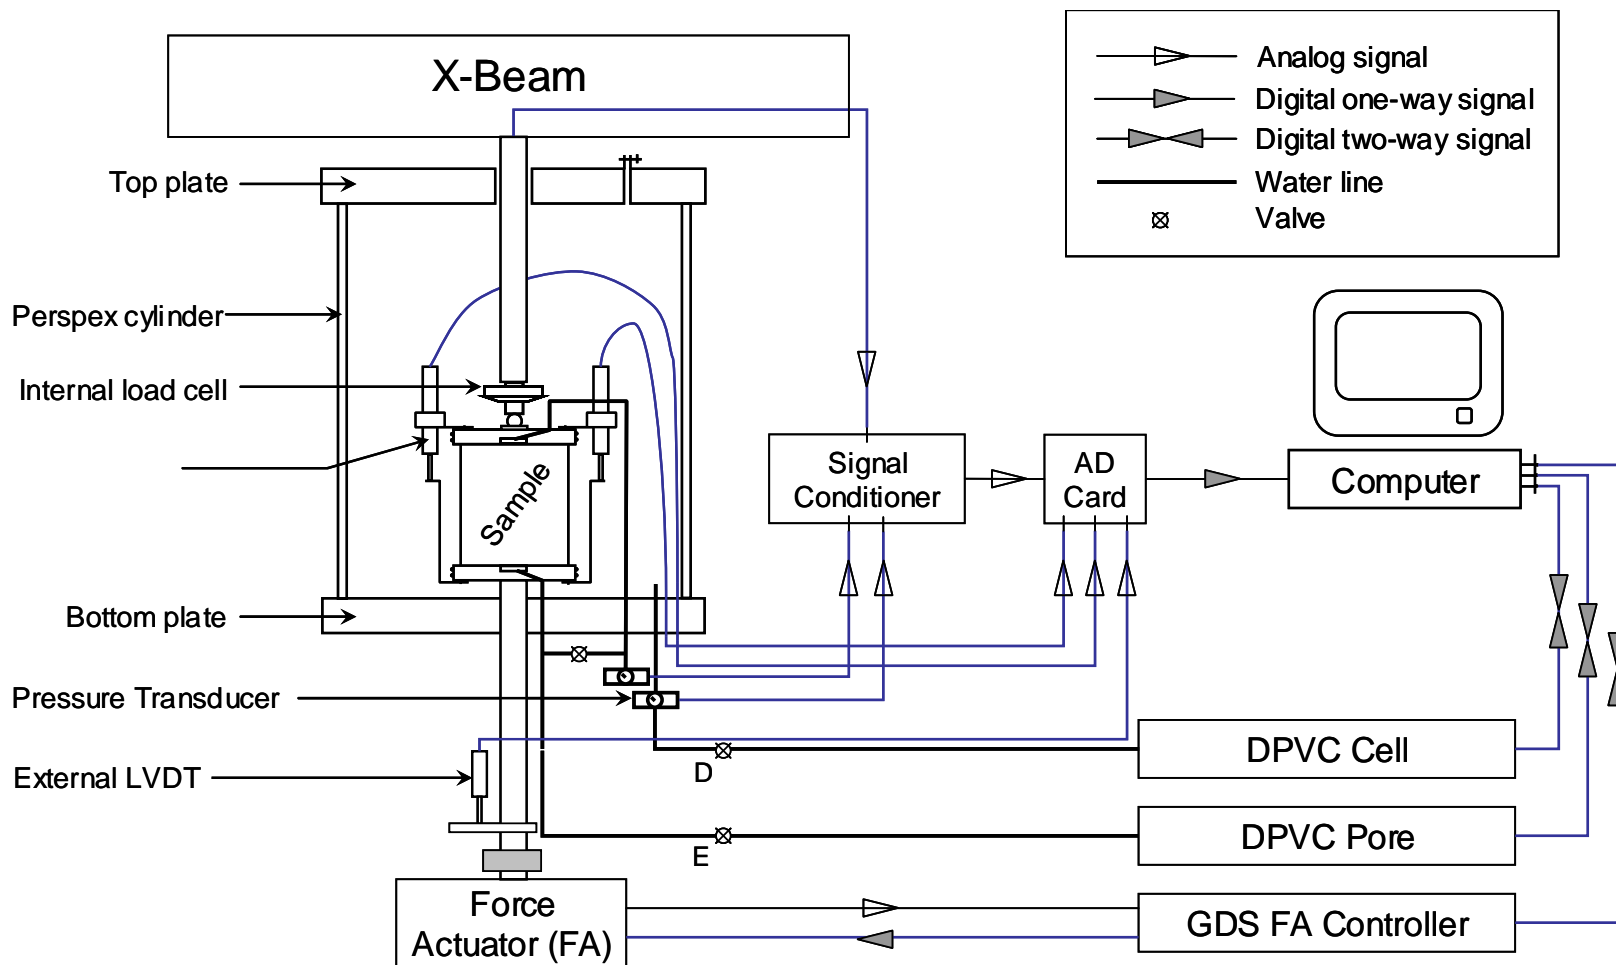 X-Beam
Analog signal
Digital one-way signal
Digital two-way signal
Water line
Valve
Top plate
Perspex cylinder
Internal load cell
Sample
Signal
Conditioner
AD
Card
Computer
Bottom plate
Pressure Transducer
External LVDT
D
DPVC Cell
E
DPVC Pore
Force
Actuator (FA)
GDS FA Controller